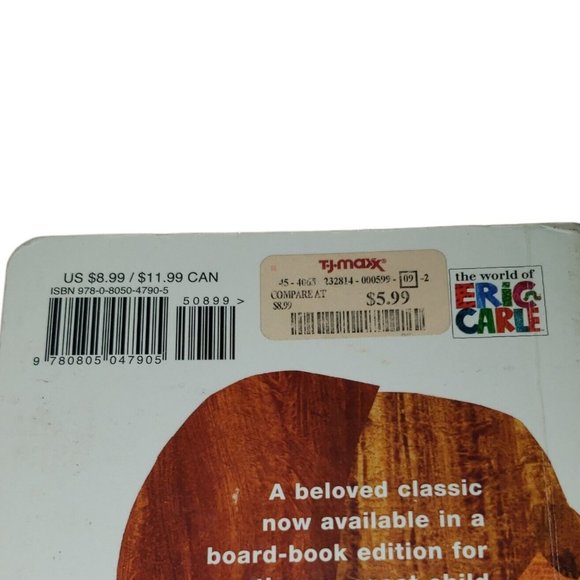 US $8.99 / $11.99 CAN
ISBN 978-0-8050-4790-5
50899 >
9 780805 047905
T·J·maxx
45 - 4063 232814 - 000599 - 09 -2
COMPARE AT
$8.99
$5.99
the world of
ERIC
CARLE
A beloved classic
now available in a
board-book edition for
child